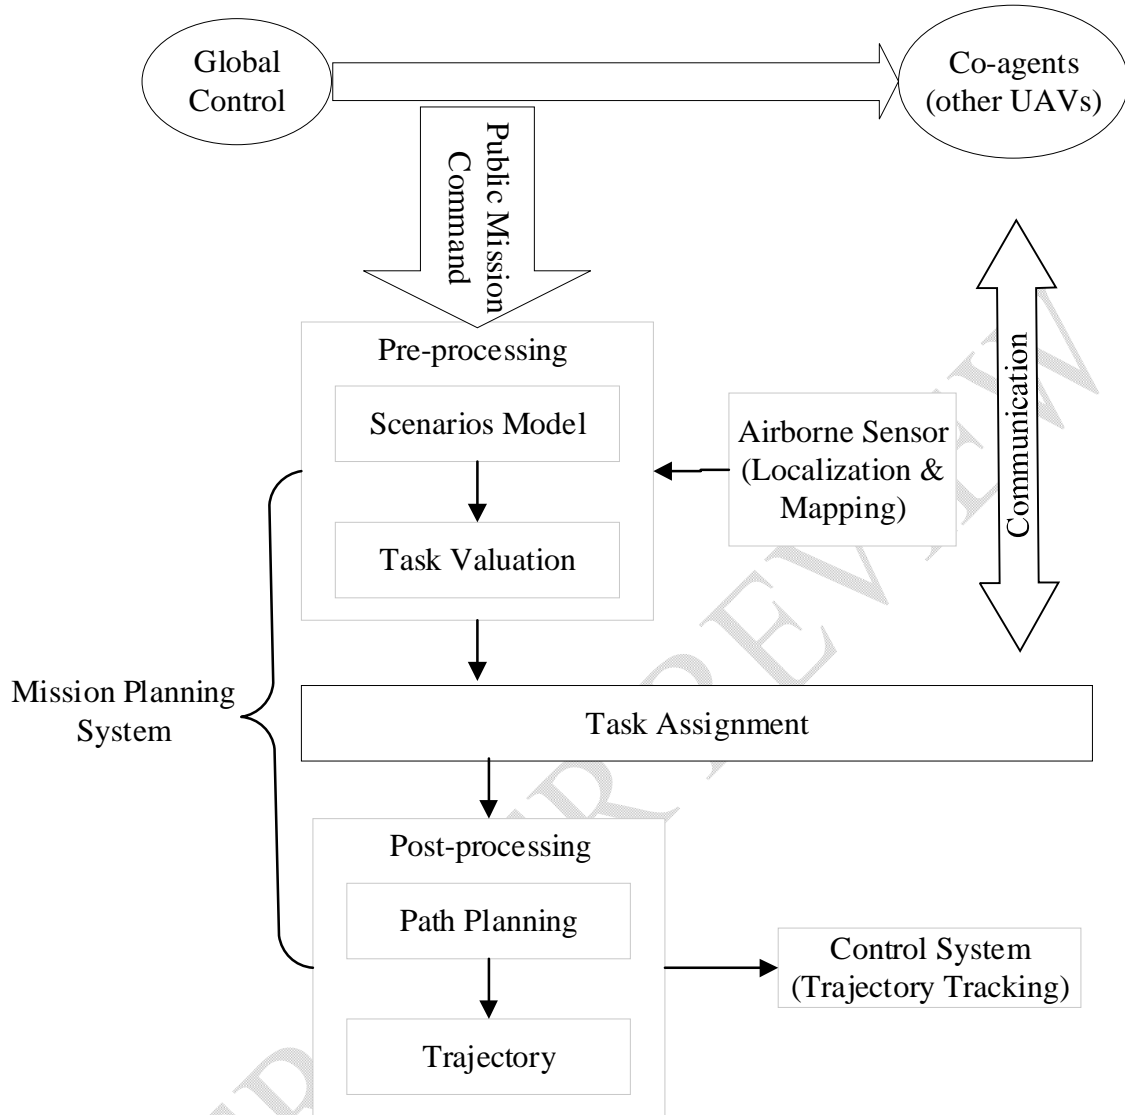 Global
Control
Co-agents
(other UAVs)
Public Mission
Command
Pre-processing
Scenarios Model
Task Valuation
Airborne Sensor
(Localization &
Mapping)
Communication
Mission Planning
System
Task Assignment
Post-processing
Path Planning
Trajectory
Control System
(Trajectory Tracking)
R REVIEW